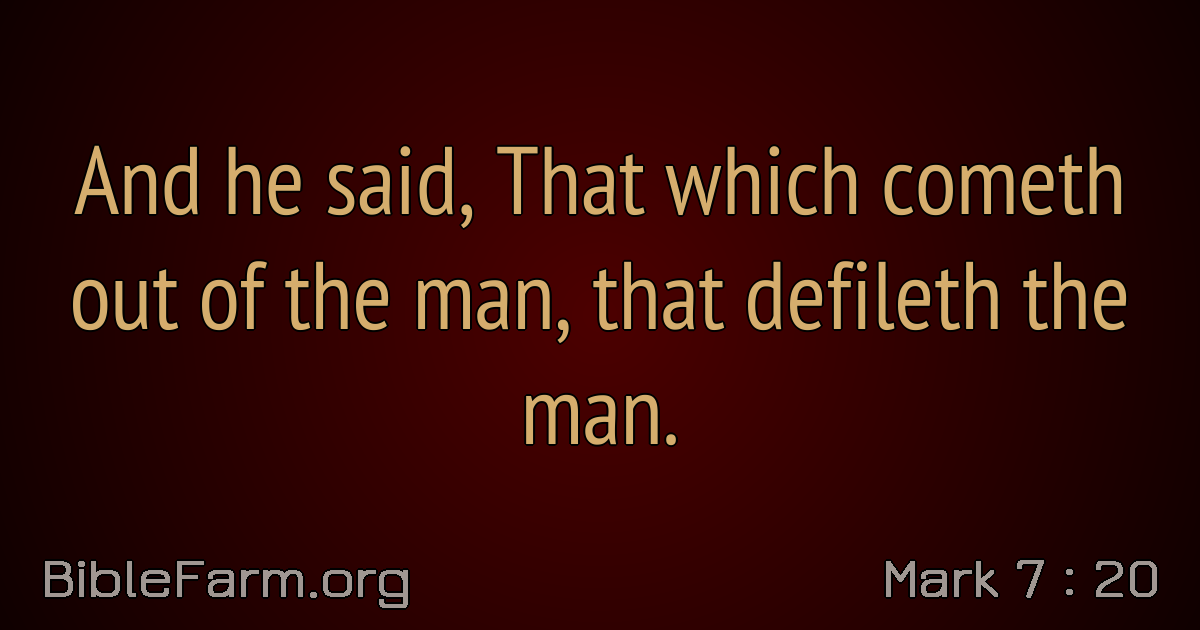 And he said, That which cometh
out of the man, that defileth the
man.
BibleFarm.org
Mark 7 : 20